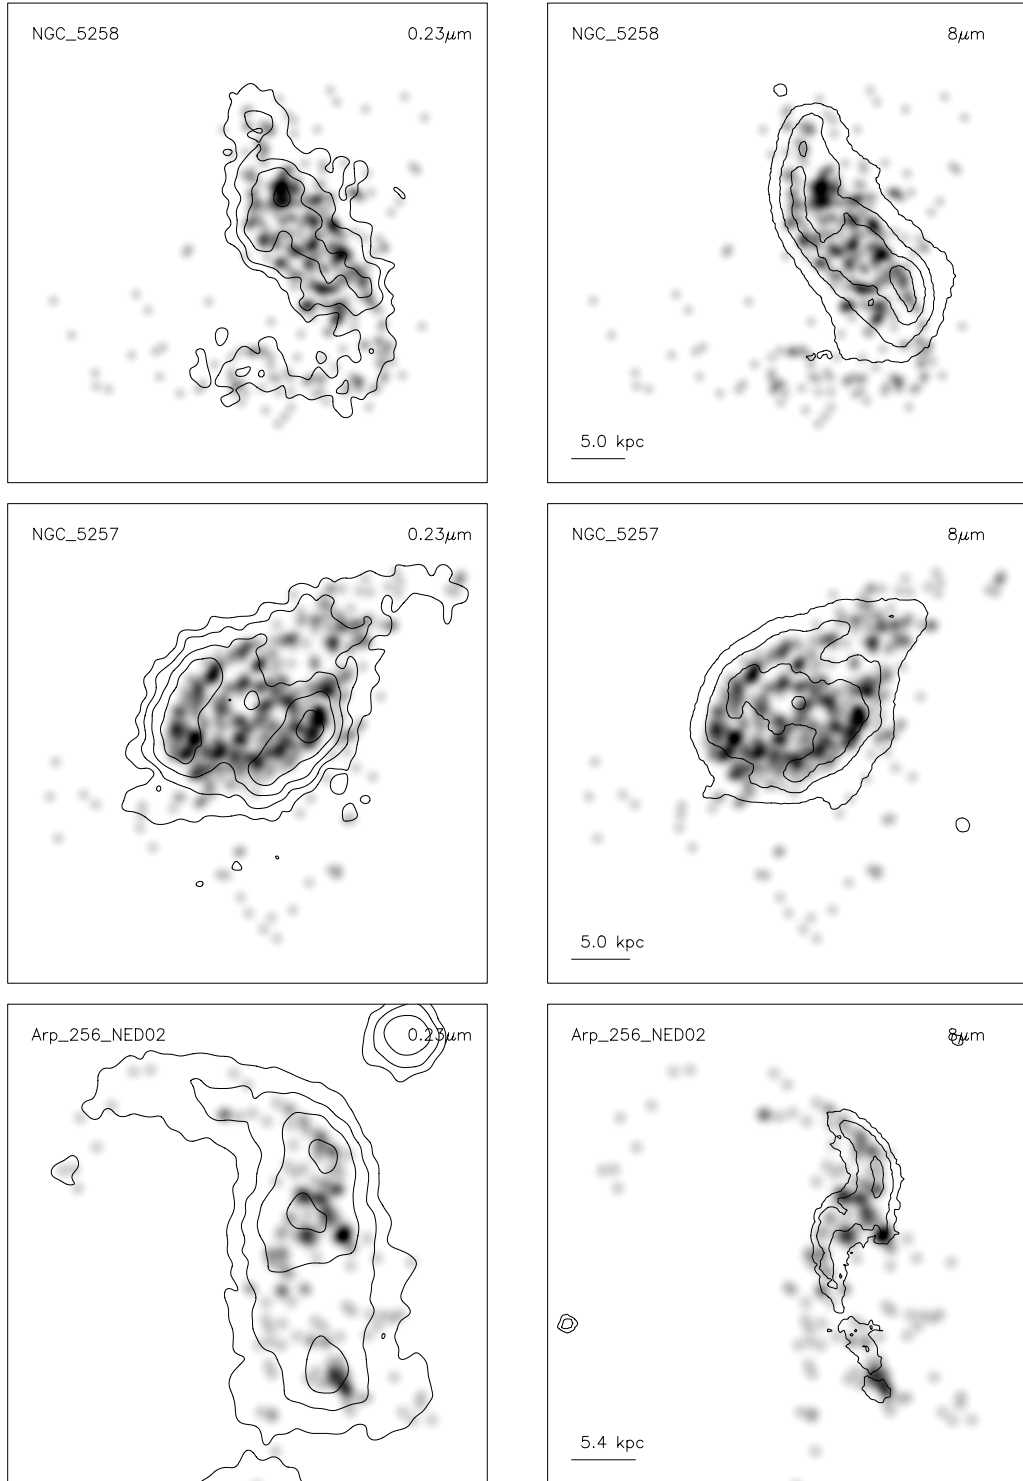 NGC_5258 0.23μm
NGC_5258 8μm
5.0 kpc
NGC_5257 0.23μm
NGC_5257 8μm
5.0 kpc
Arp_256_NED02 0.23μm
Arp_256_NED02 8μm
5.4 kpc